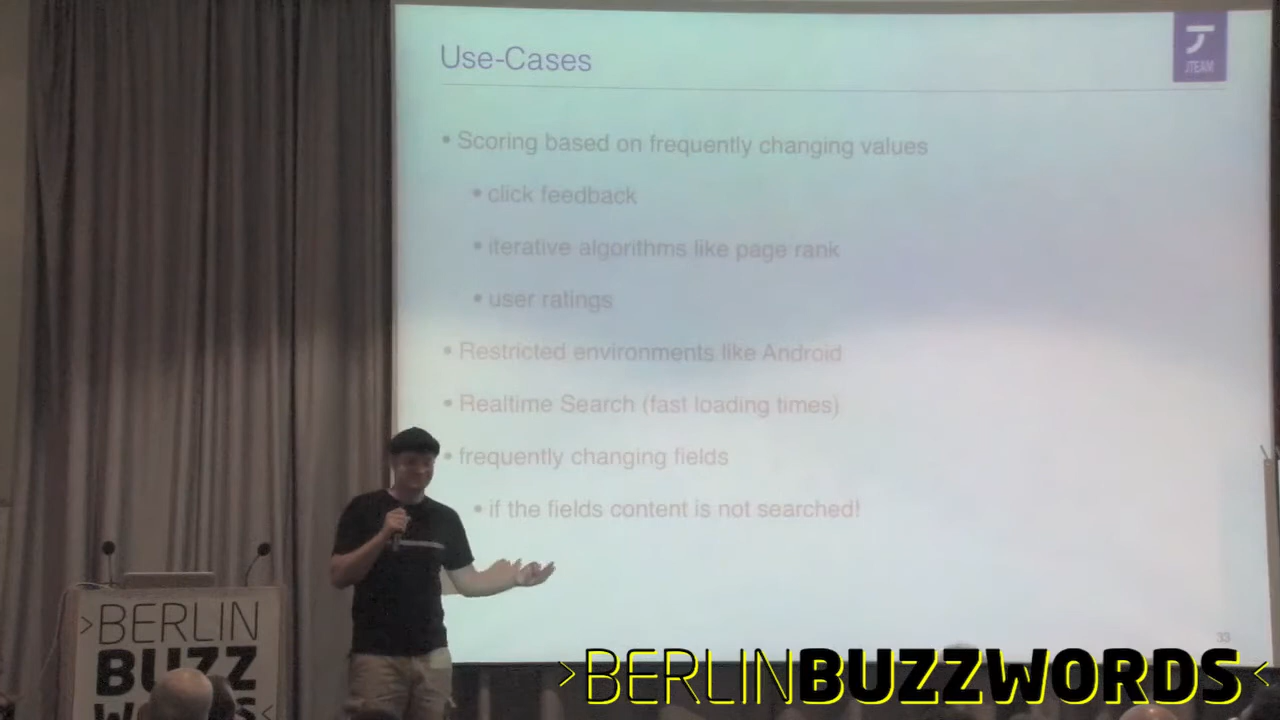 Use-Cases
JTEAM
• Scoring based on frequently changing values
• click feedback
• iterative algorithms like page rank
• user ratings
• Restricted environments like Android
• Realtime Search (fast loading times)
• frequently changing fields
• if the fields content is not searched!
33
>BERLIN
BUZZ
>BERLINBUZZWORDS<